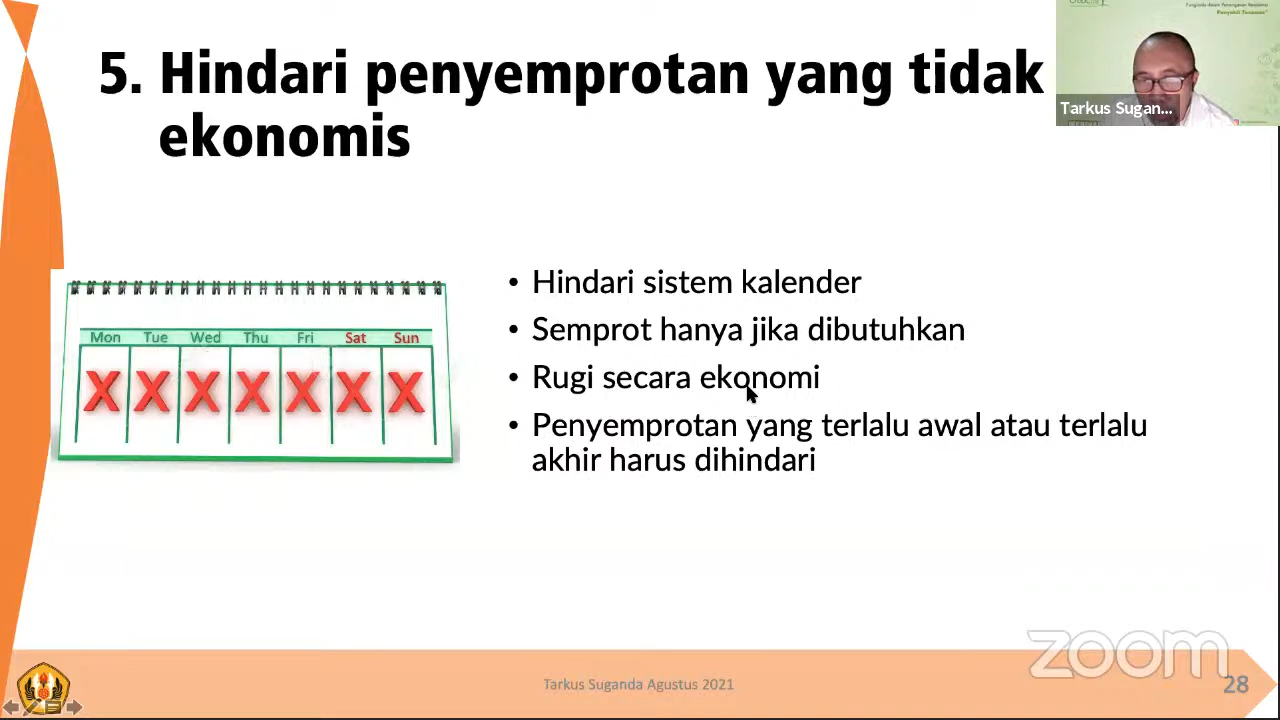 5. Hindari penyemprotan yang tidak
ekonomis
Penyakit Tanaman"
Tarkus Sugan...
Mon Tue Wed Thu Fri Sat Sun
X X X X X X X
• Hindari sistem kalender
• Semprot hanya jika dibutuhkan
• Rugi secara ekonomi
• Penyemprotan yang terlalu awal atau terlalu
akhir harus dihindari
zoom
Tarkus Suganda Agustus 2021
28